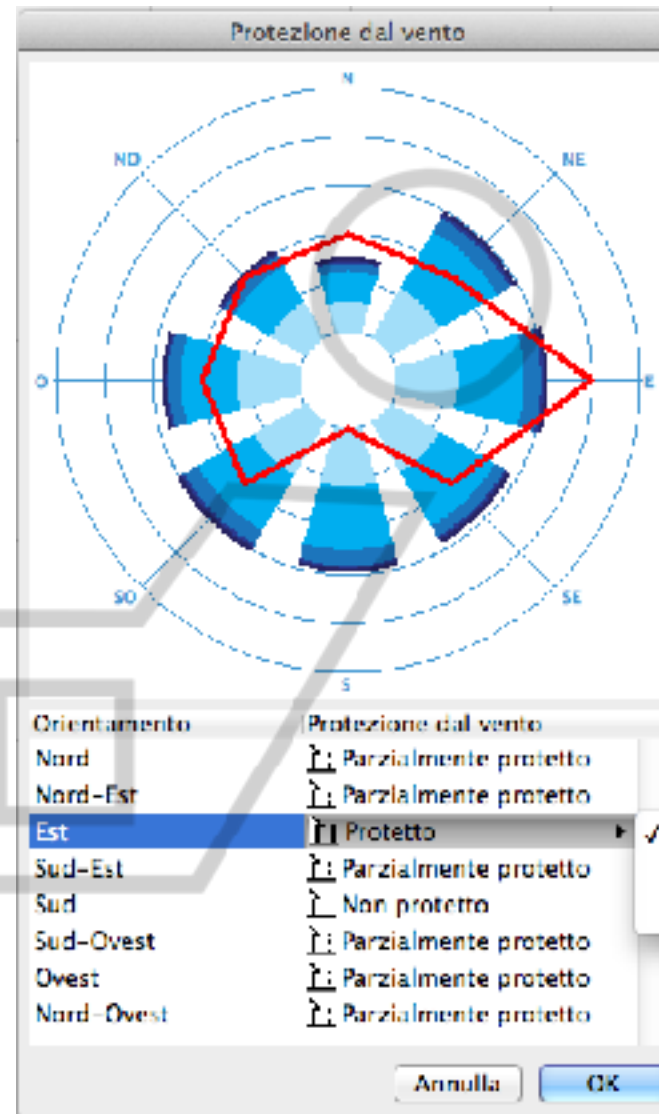 Protezione dal vento
N
NO
NE
O
E
SO
SE
S
Orientamento Protezione dal vento
Nord Parzialmente protetto
Nord-Est Parzialmente protetto
Est Protetto
Sud-Est Parzialmente protetto
Sud Non protetto
Sud-Ovest Parzialmente protetto
Ovest Parzialmente protetto
Nord-Ovest Parzialmente protetto
Annulla OK